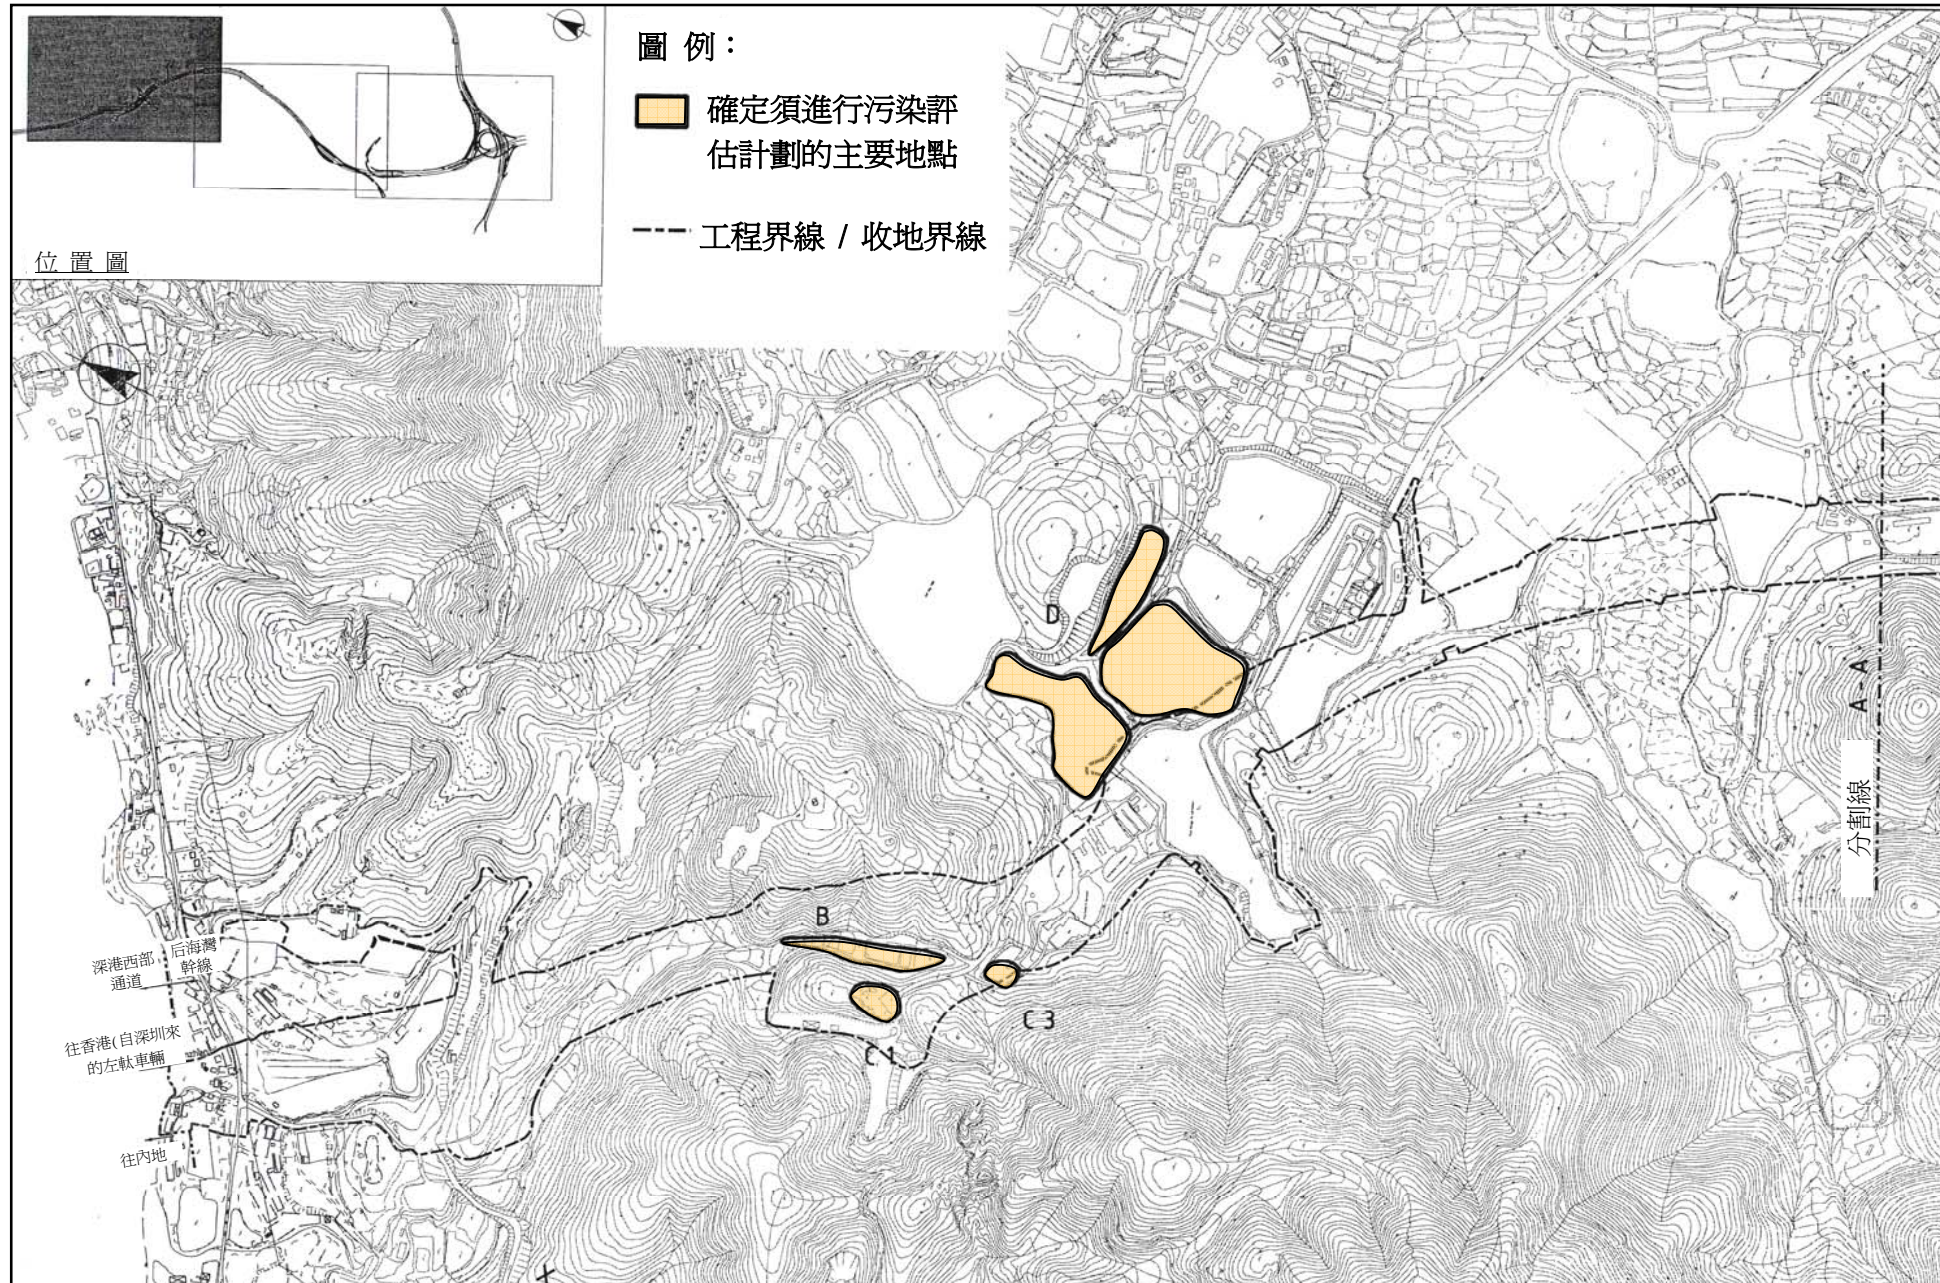 圖 例：
確定須進行污染評
估計劃的主要地點
工程界線 / 收地界線
位 置 圖
D
A-A
分割線
B
C3
C1
深港西部
通道
后海灣
幹線
往香港(自深圳來
的左軚車輛
往內地